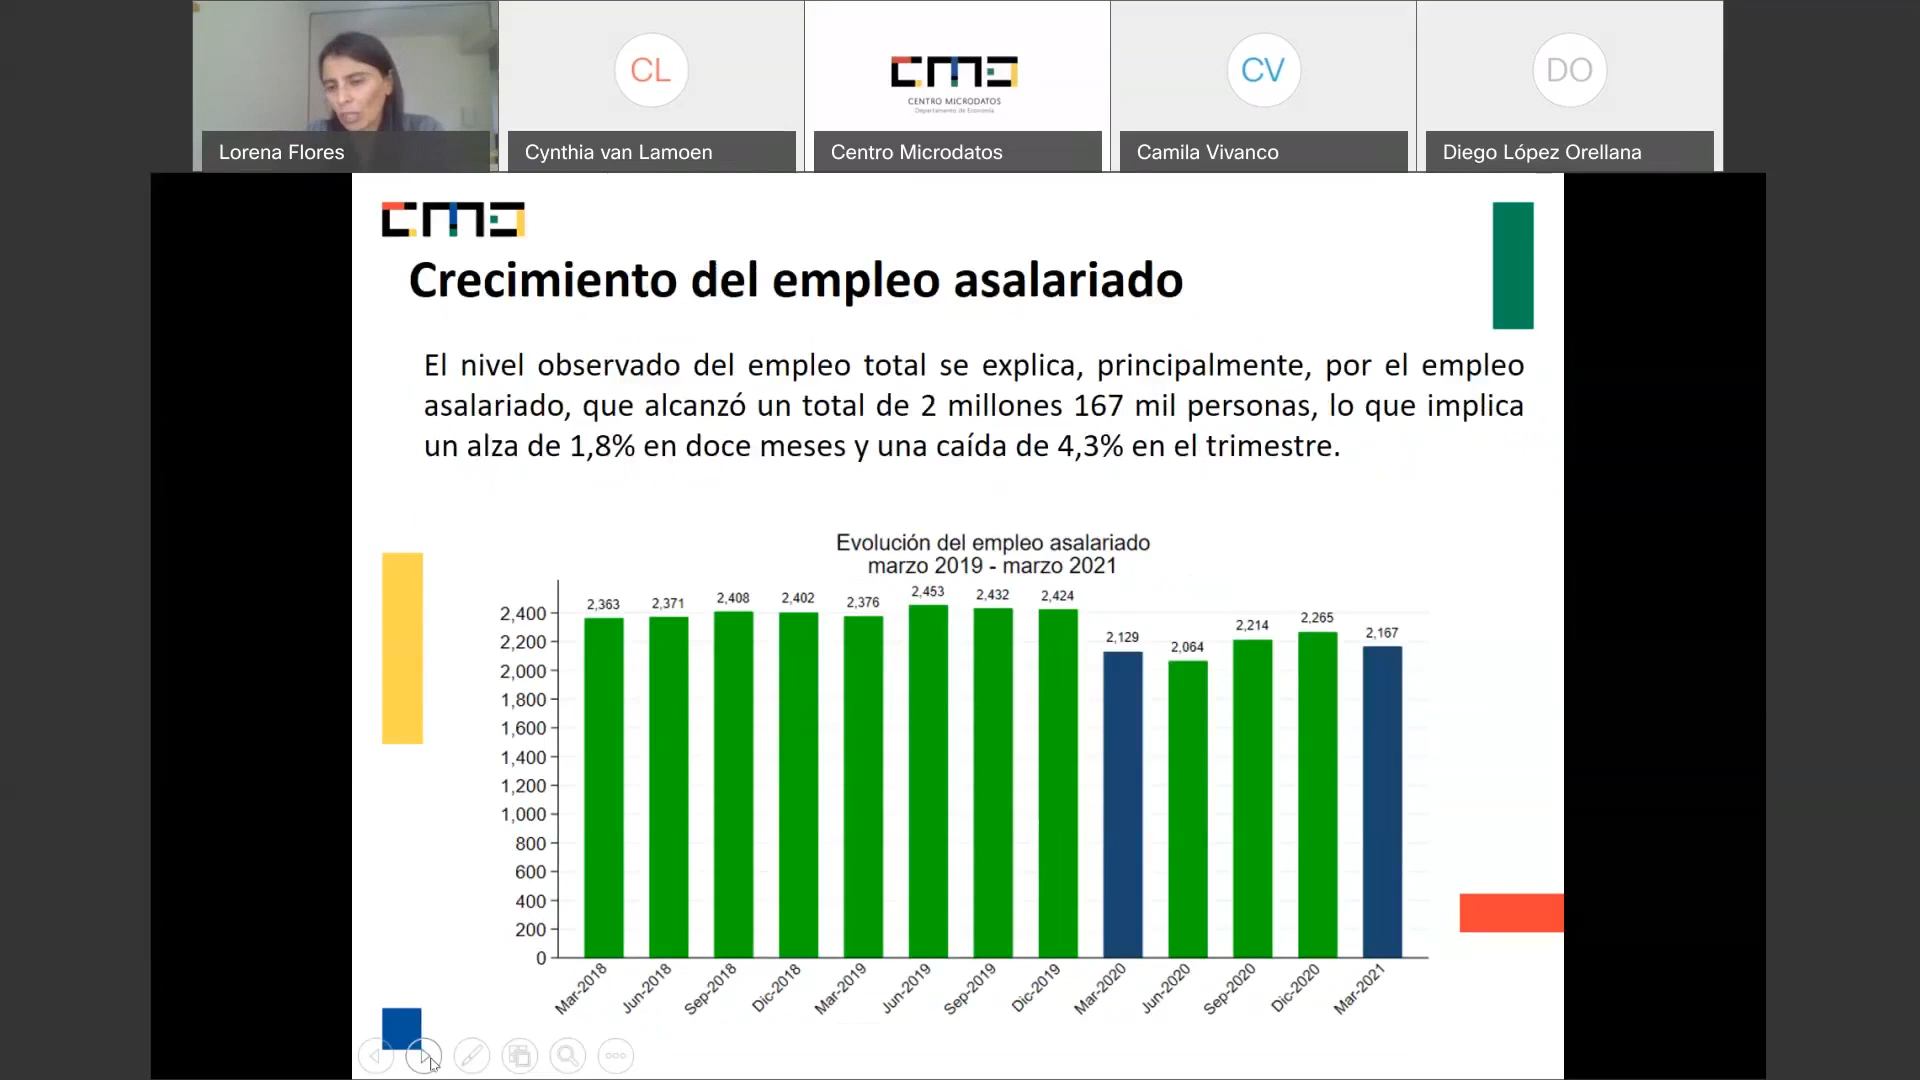 CL
CENTRO MICRODATOS
Departamento de Economía
CV
DO
Lorena Flores
Cynthia van Lamoen
Centro Microdatos
Camila Vivanco
Diego López Orellana
Crecimiento del empleo asalariado
El nivel observado del empleo total se explica, principalmente, por el empleo
asalariado, que alcanzó un total de 2 millones 167 mil personas, lo que implica
un alza de 1,8% en doce meses y una caída de 4,3% en el trimestre.
Evolución del empleo asalariado
marzo 2019 - marzo 2021
2,363
2,371
2,408
2,402
2,376
2,453
2,432
2,424
2,129
2,064
2,214
2,265
2,167
2,400
2,200
2,000
1,800
1,600
1,400
1,200
1,000
800
600
400
200
0
Mar-2018
Jun-2018
Sep-2018
Dic-2018
Mar-2019
Jun-2019
Sep-2019
Dic-2019
Mar-2020
Jun-2020
Sep-2020
Dic-2020
Mar-2021